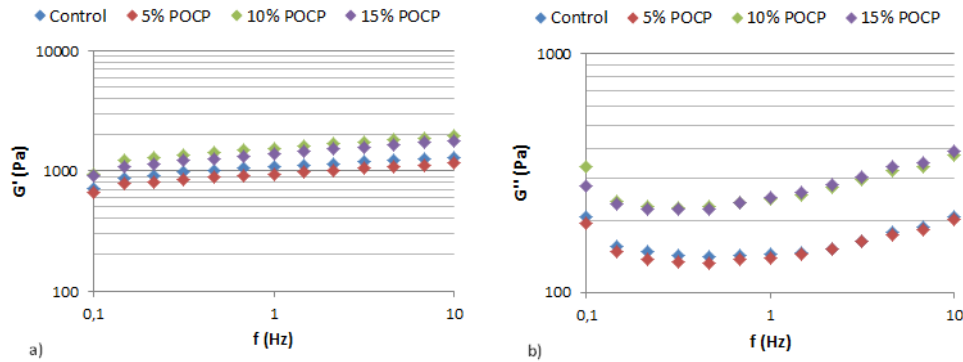 Control 5% POCP 10% POCP 15% POCP
10000
1000
100
G' (Pa)
0,1 1 10
f (Hz)
a)
Control 5% POCP 10% POCP 15% POCP
1000
100
G'' (Pa)
0,1 1 10
f (Hz)
b)